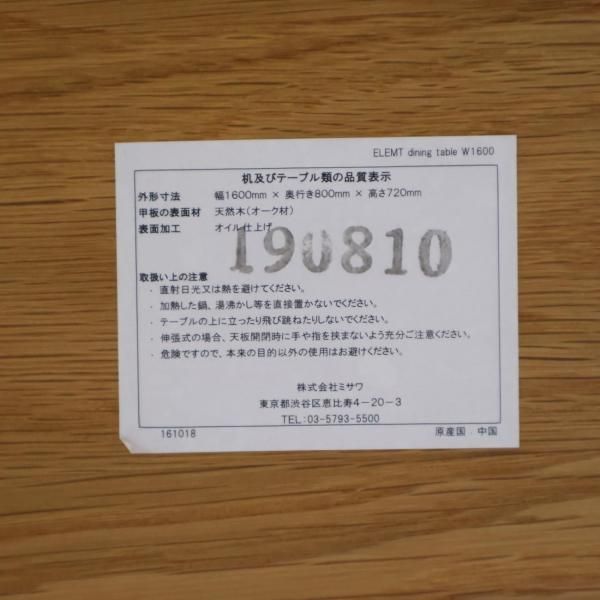 ELEMT dining table W1600
机及びテーブル類の品質表示
外形寸法 幅1600mm × 奥行き800mm × 高さ720mm
甲板の表面材 天然木(オーク材)
表面加工 オイル仕上げ
190810
取扱い上の注意
・直射日光又は熱を避けてください。
・加熱した鍋、湯沸かし等を直接置かないでください。
・テーブルの上に立ったり飛び跳ねたりしないでください。
・伸張式の場合、天板開閉時に手や指を挟まないよう充分ご注意ください。
・危険ですので、本来の目的以外の使用はお避けください。
株式会社ミサワ
東京都渋谷区恵比寿4-20-3
TEL:03-5793-5500
161018 原産国:中国